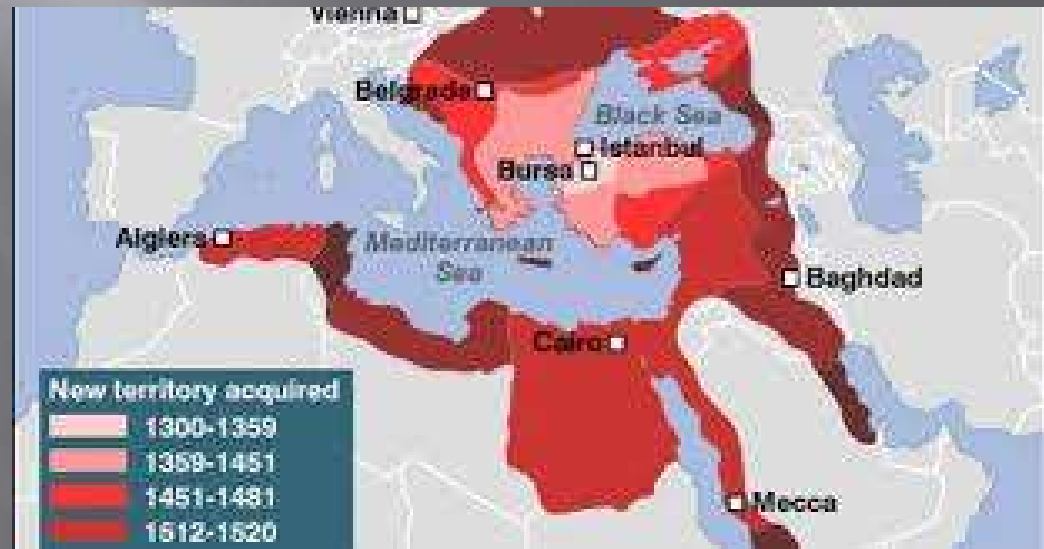 Vienna
Belgrade
Black Sea
Istanbul
Bursa
Algiers
Mediterranean
Sea
Baghdad
Cairo
New territory acquired
1300-1359
1359-1451
1451-1481
1512-1520
Mecca